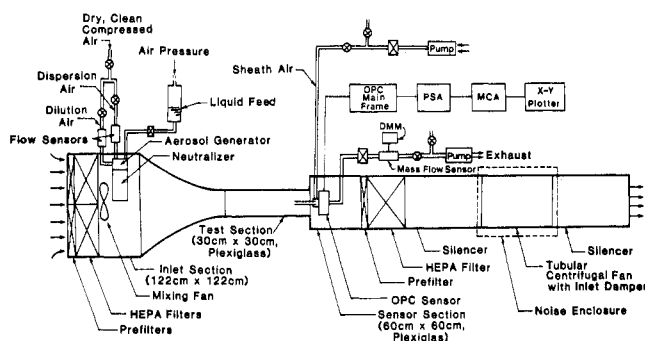 Dry, Clean
Compressed
Air
Air Pressure
Dispersion
Air
Dilution
Air
Liquid Feed
Flow Sensors
Aerosol Generator
Neutralizer
Sheath Air
Pump
OPC
Main
Frame
PSA
MCA
X-Y
Plotter
DMM
Pump
Exhaust
Mass Flow Sensor
Test Section
(30cm x 30cm,
Plexiglass)
Inlet Section
(122cm x 122cm)
Mixing Fan
HEPA Filters
Prefilters
Silencer
HEPA Filter
Prefilter
OPC Sensor
Sensor Section
(60cm x 60cm,
Plexiglas)
Silencer
Tubular
Centrifugal Fan
with Inlet Damper
Noise Enclosure